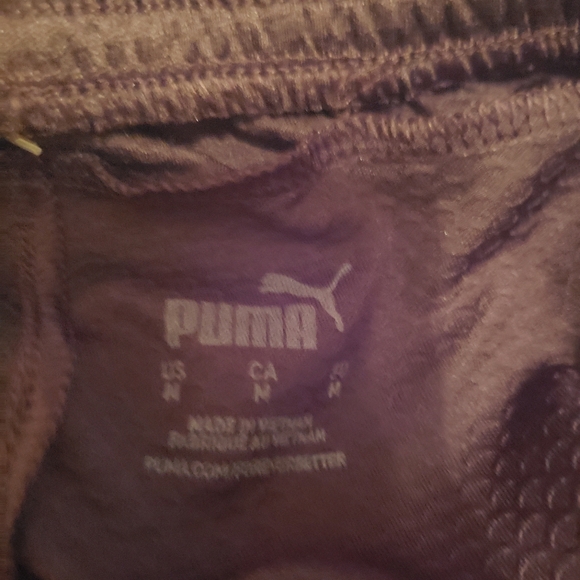 PUMA
US CA
M M M
MADE IN VIETNAM
FABRIQUÉ AU VIETNAM
PUMA.COM/FOREVERBETTER